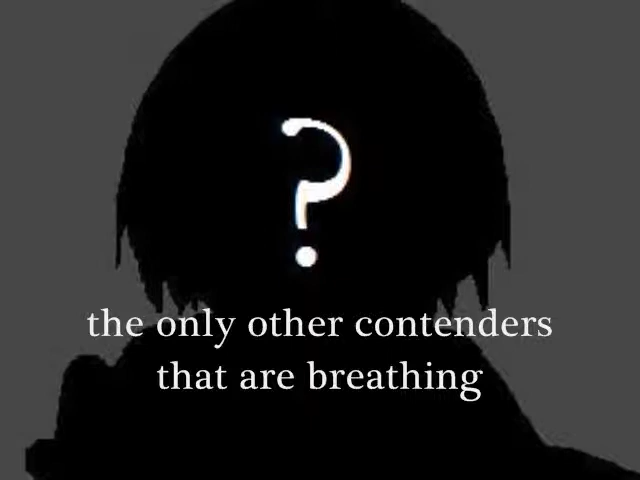 ?
the only other contenders
that are breathing